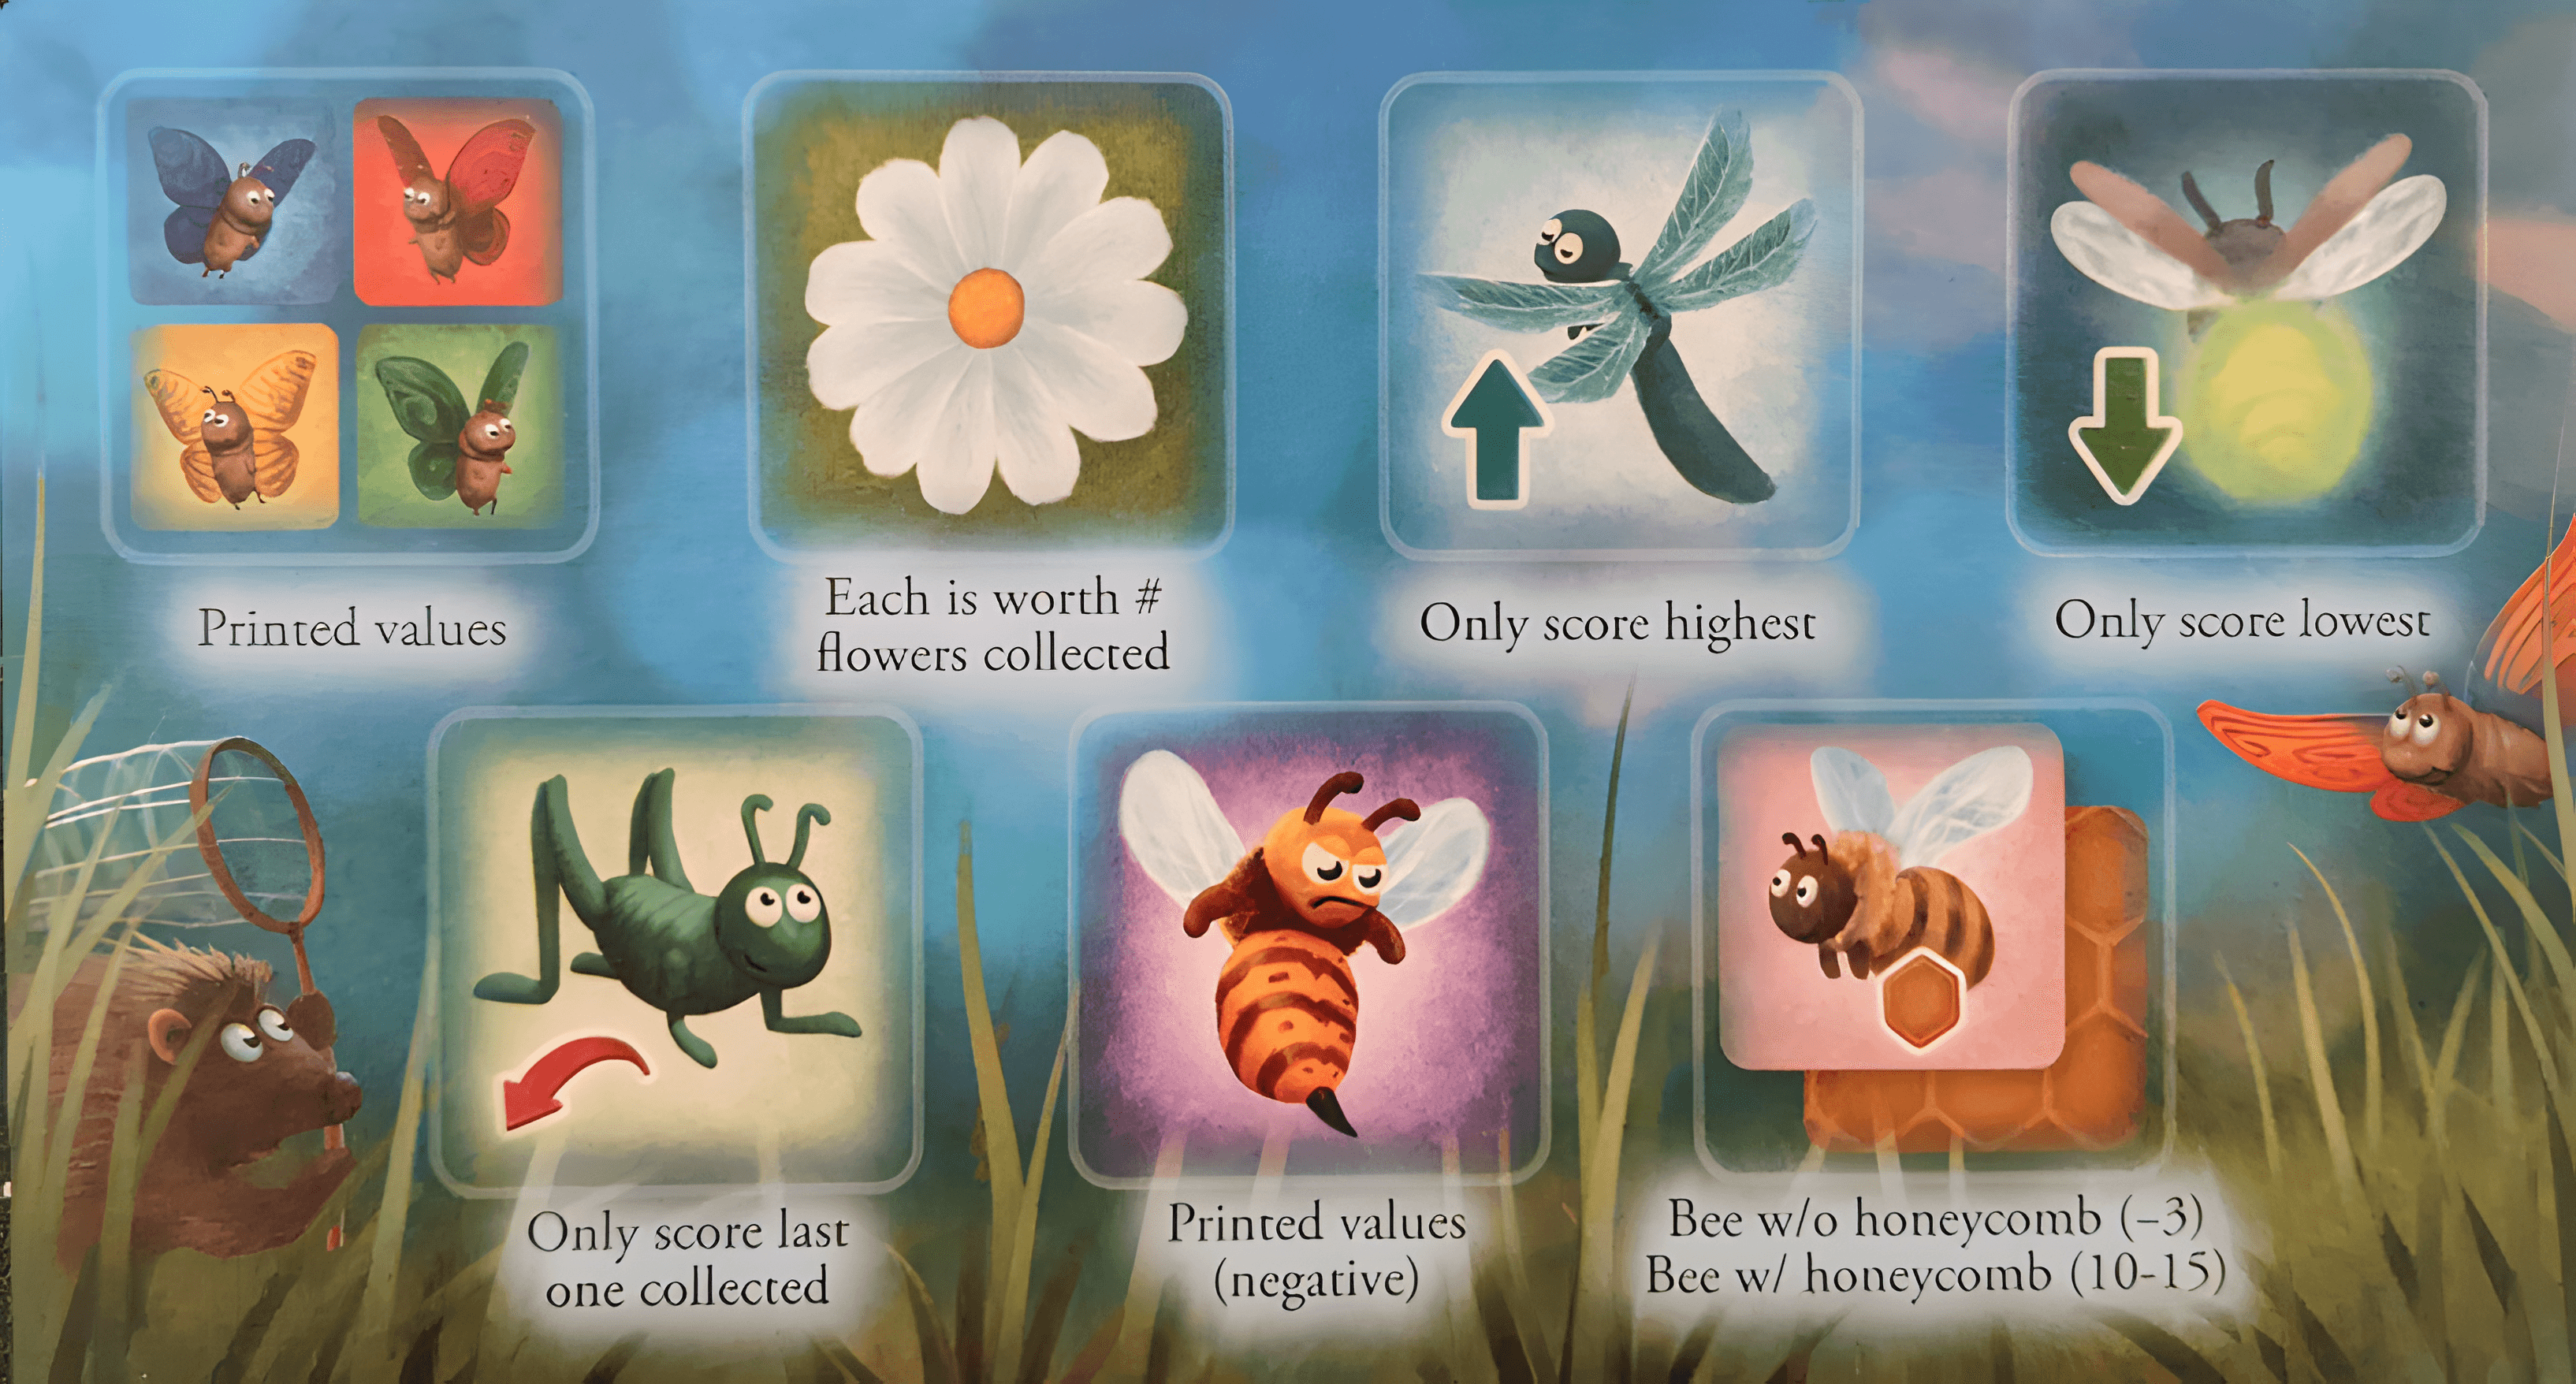 Printed values
Each is worth #
flowers collected
Only score highest
Only score lowest
Only score last
one collected
Printed values
(negative)
Bee w/o honeycomb (-3)
Bee w/ honeycomb (10-15)